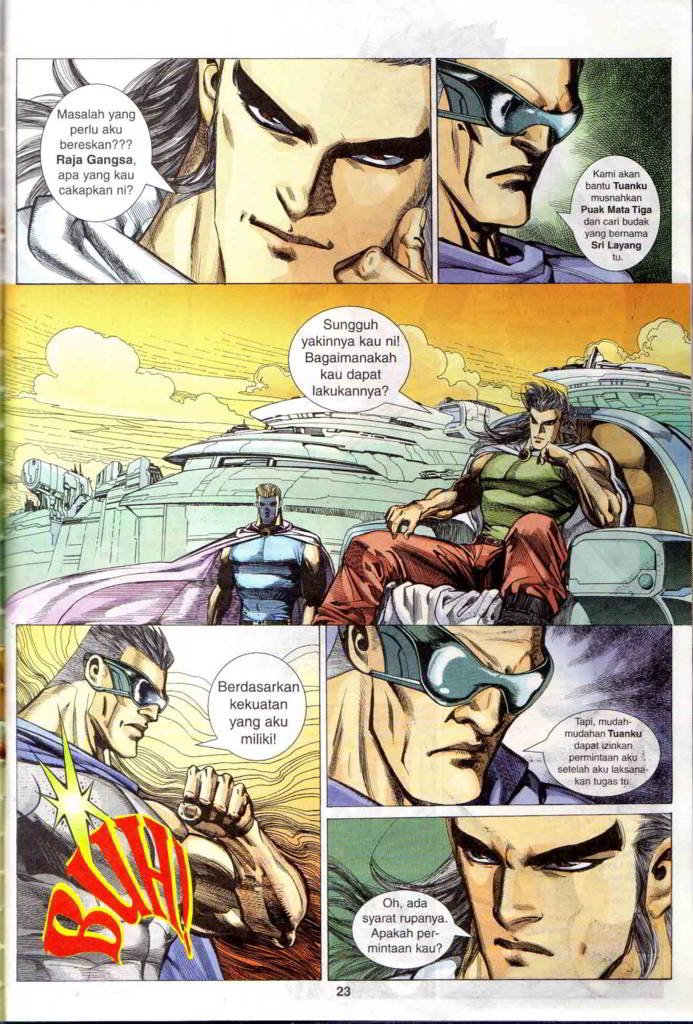 Masalah yang
perlu aku
bereskan???
Raja Gangsa,
apa yang kau
cakapkan ni?
Kami akan
bantu Tuanku
musnahkan
Puak Mata Tiga
dan cari budak
yang bernama
Sri Layang
tu.
Sungguh
yakinnya kau ni!
Bagaimanakah
kau dapat
lakukannya?
Berdasarkan
kekuatan
yang aku
miliki!
BUH!
Tapi, mudah-
mudahan Tuanku
dapat izinkan
permintaan aku
setelah aku laksana-
kan tugas tu.
Oh, ada
syarat rupanya.
Apakah per-
mintaan kau?
23